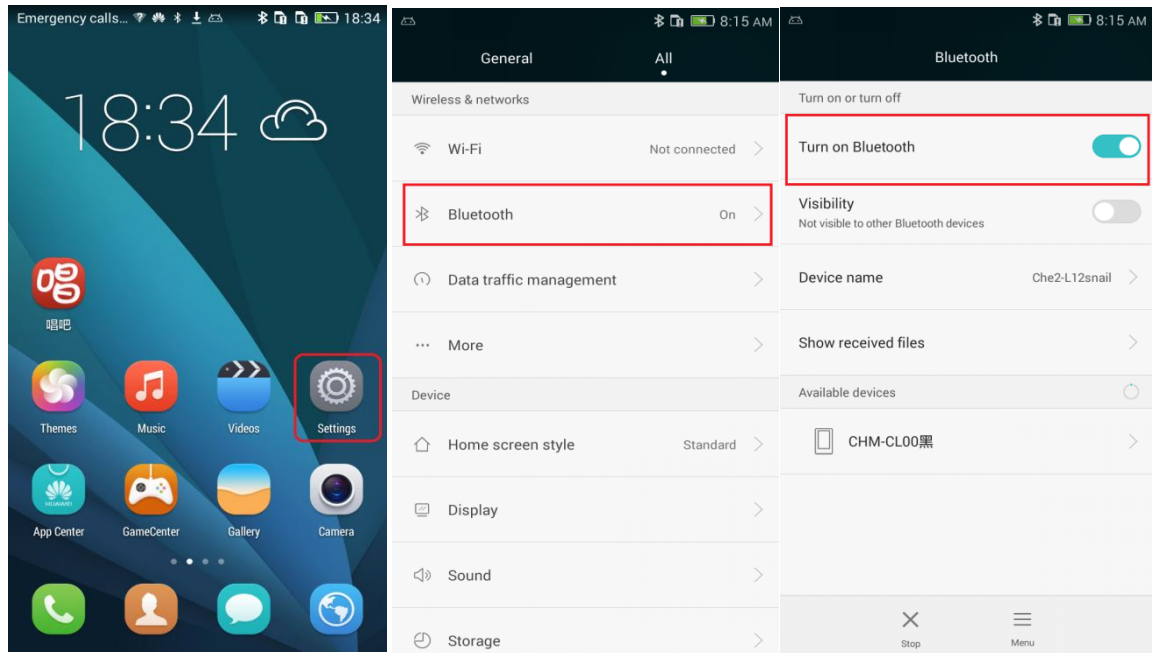 Emergency calls... 18:34
18:34
唱吧
唱吧
Themes Music Videos Settings
HUAWEI
App Center GameCenter Gallery Camera
8:15 AM
General All
Wireless & networks
Wi-Fi Not connected
Bluetooth On
Data traffic management
More
Device
Home screen style Standard
Display
Sound
Storage
8:15 AM
Bluetooth
Turn on or turn off
Turn on Bluetooth
Visibility
Not visible to other Bluetooth devices
Device name Che2-L12snail
Show received files
Available devices
CHM-CL00黑
Stop Menu